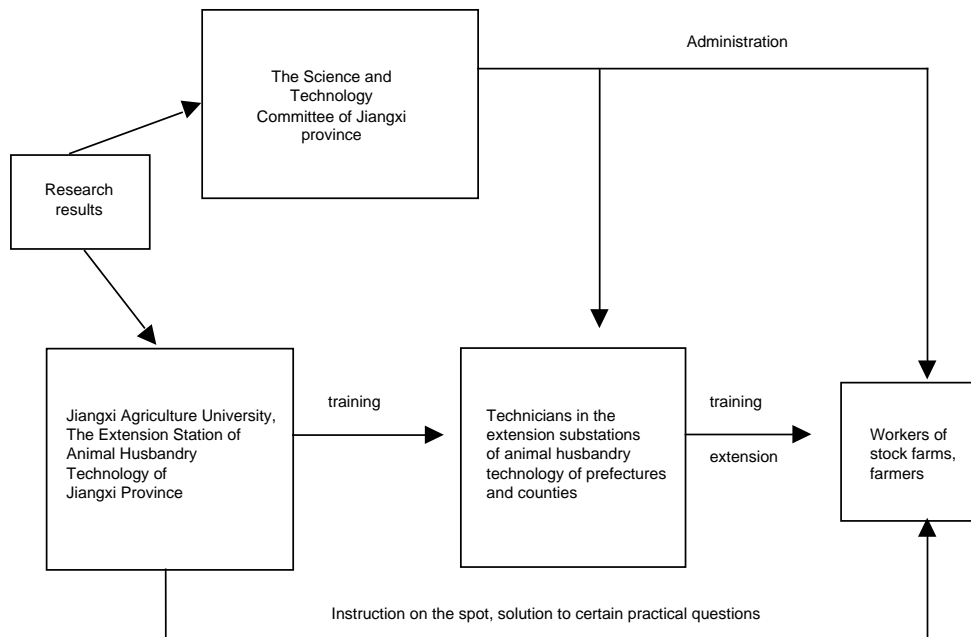 Administration
The Science and
Technology
Committee of Jiangxi
province
Research
results
Jiangxi Agriculture University,
The Extension Station of
Animal Husbandry
Technology of
Jiangxi Province
training
Technicians in the
extension substations
of animal husbandry
technology of prefectures
and counties
training
extension
Workers of
stock farms,
farmers
Instruction on the spot, solution to certain practical questions